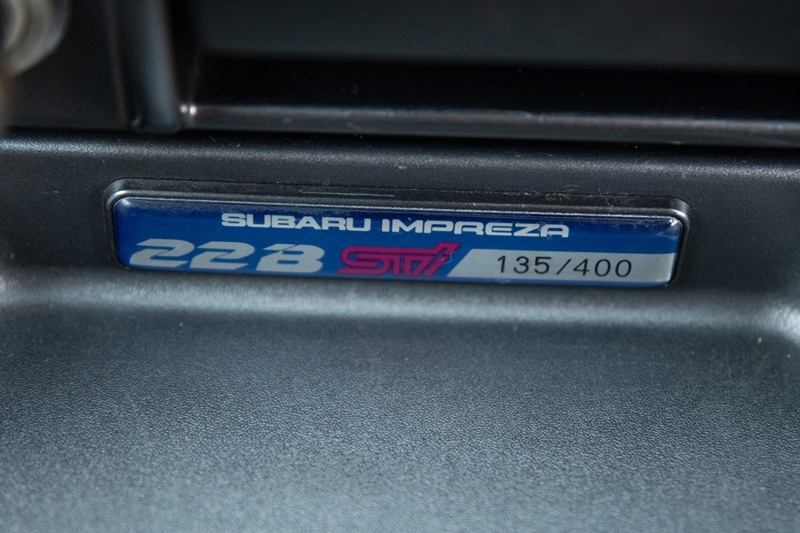 SUBARU IMPREZA
22B STi 135/400